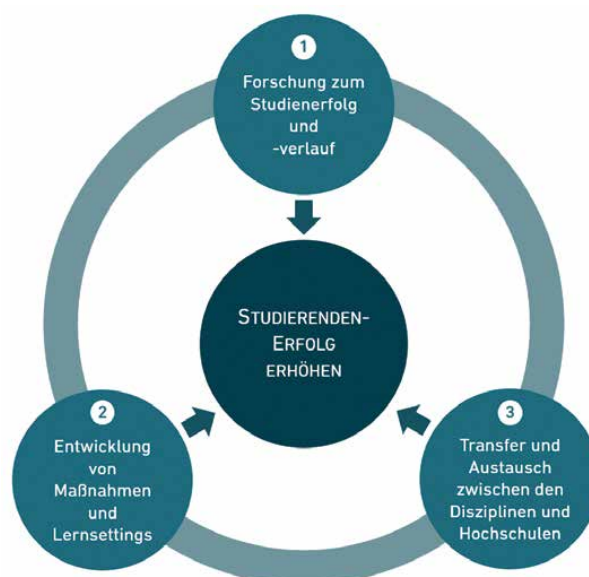 1
Forschung zum
Studienerfolg
und
-verlauf
Studierenden-
Erfolg
erhöhen
2
Entwicklung
von
Maßnahmen
und
Lernsettings
3
Transfer und
Austausch
zwischen den
Disziplinen und
Hochschulen